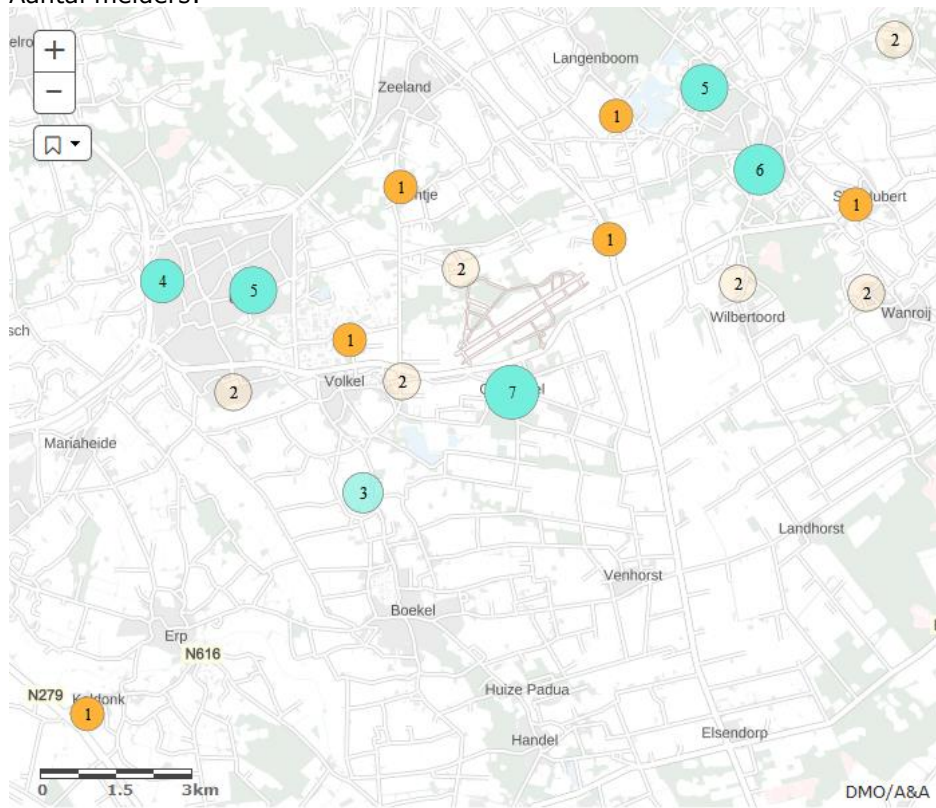 Aantal melders:
+
−
2
Langenboom
Zeeland
5
1
6
1
1
1
2
4
5
2
2
Wilbertoord
Wanroij
1
Volkel
2
2
7
Mariaheide
3
Landhorst
Venhorst
Boekel
Erp
N616
N279
1
Huize Padua
Handel
Elsendorp
0 1.5 3km
DMO/A&A